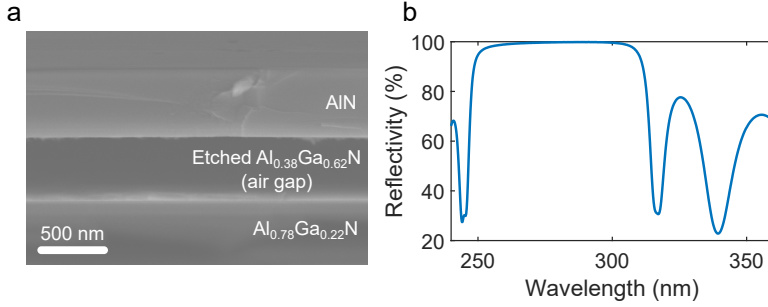 a
AlN
Etched Al0.38Ga0.62N
(air gap)
Al0.78Ga0.22N
500 nm
b
100
80
60
40
20
Reflectivity (%)
250
300
350
Wavelength (nm)